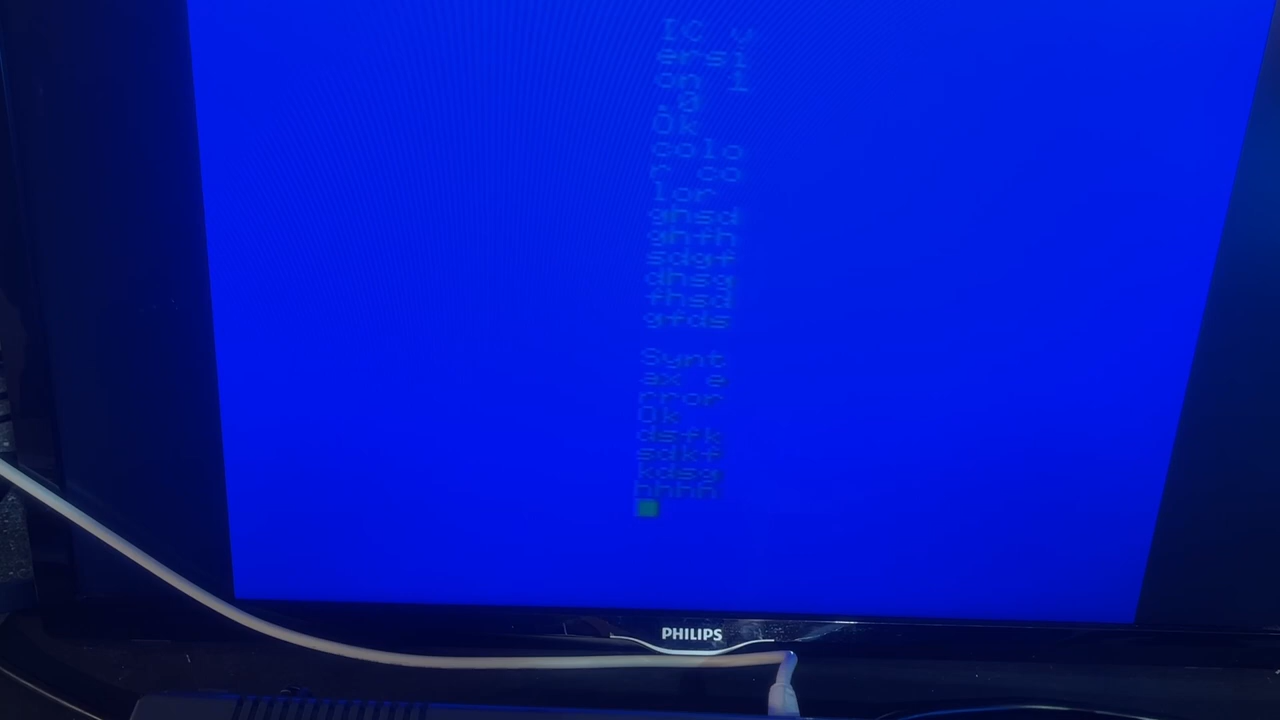 IC v
ersi
on 1
.0
Ok
colo
r co
lor
ghsd
ghfh
sdgf
dhsg
fhsd
gfds
Synt
ax e
rror
Ok
dsfk
sdkf
kdsg
hhhh
PHILIPS